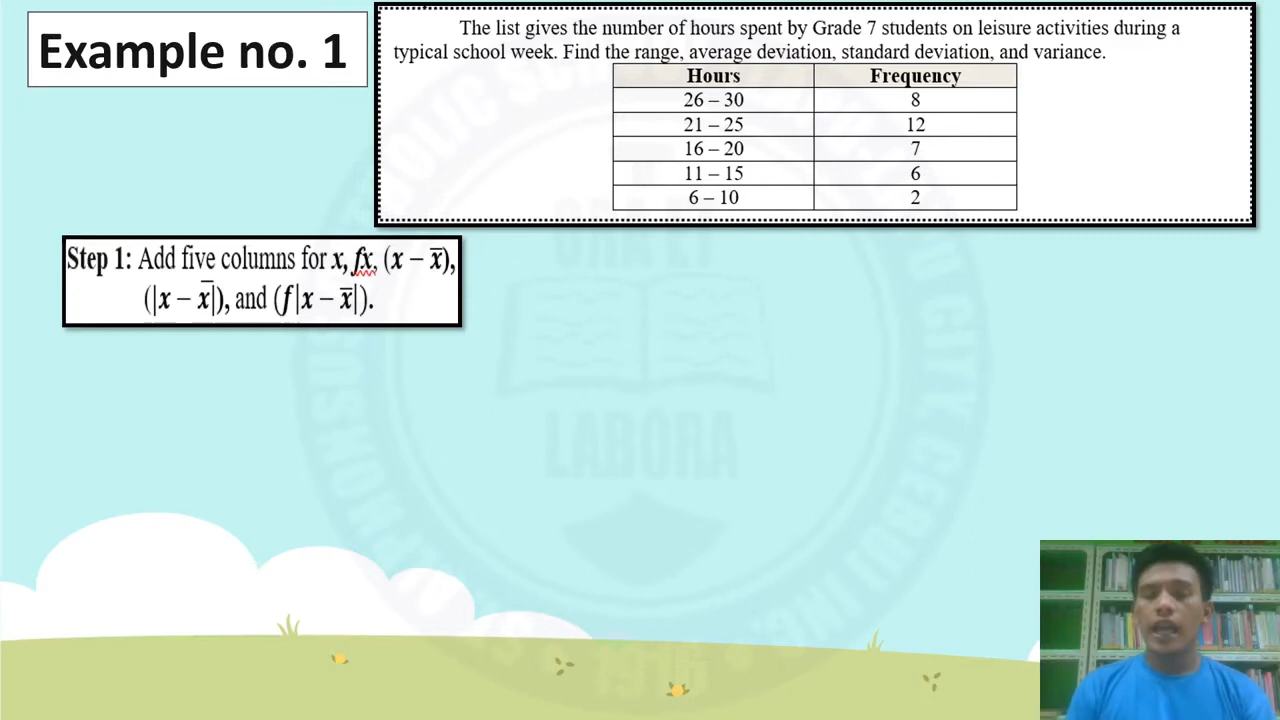 Example no. 1
The list gives the number of hours spent by Grade 7 students on leisure activities during a
typical school week. Find the range, average deviation, standard deviation, and variance.
Hours Frequency
26 – 30 8
21 – 25 12
16 – 20 7
11 – 15 6
6 – 10 2
Step 1: Add five columns for x, fx, (x – x̅),
(|x – x̅|), and (f|x – x̅|).
LABORA